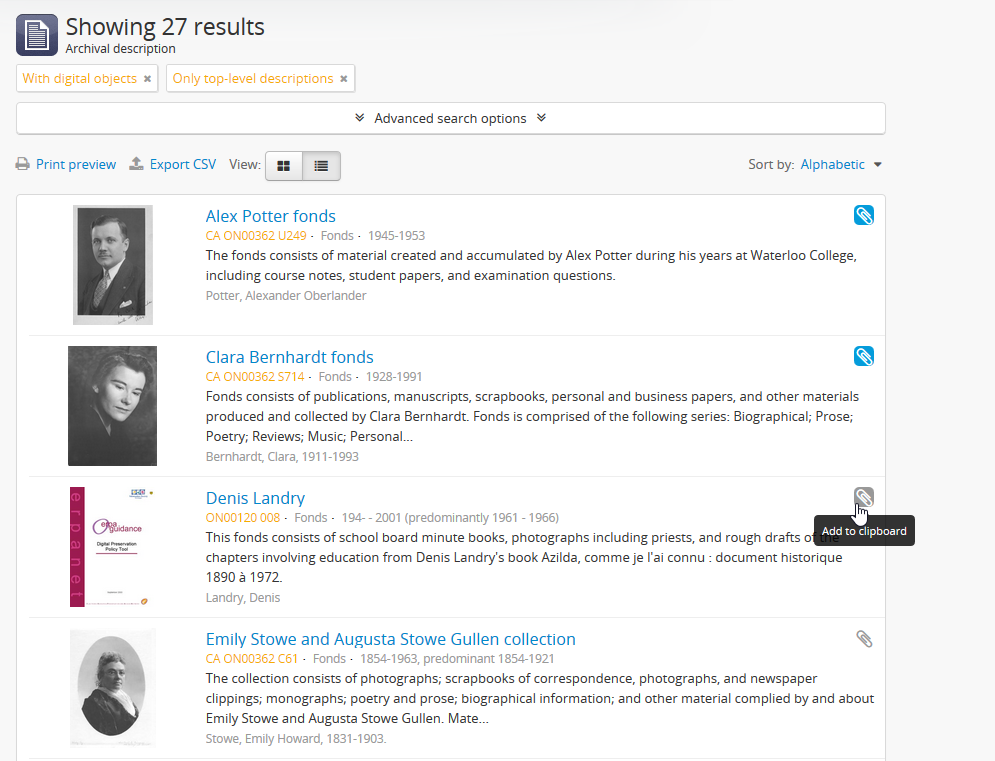 Showing 27 results
Archival description
With digital objects ×
Only top-level descriptions ×
Advanced search options
Print preview
Export CSV
View:
Sort by: Alphabetic
Alex Potter fonds
CA ON00362 U249 · Fonds · 1945-1953
The fonds consists of material created and accumulated by Alex Potter during his years at Waterloo College,
including course notes, student papers, and examination questions.
Potter, Alexander Oberlander
Clara Bernhardt fonds
CA ON00362 S714 · Fonds · 1928-1991
Fonds consists of publications, manuscripts, scrapbooks, personal and business papers, and other materials
produced and collected by Clara Bernhardt. Fonds is comprised of the following series: Biographical; Prose;
Poetry; Reviews; Music; Personal...
Bernhardt, Clara, 1911-1993
erpanet
erpa
guidance
Digital Preservation
Policy Tool
Denis Landry
ON00120 008 · Fonds · 194- - 2001 (predominantly 1961 - 1966)
Add to clipboard
This fonds consists of school board minute books, photographs including priests, and rough drafts of the
chapters involving education from Denis Landry's book Azilda, comme je l'ai connu : document historique
1890 à 1972.
Landry, Denis
Emily Stowe and Augusta Stowe Gullen collection
CA ON00362 C61 · Fonds · 1854-1963, predominant 1854-1921
The collection consists of photographs; scrapbooks of correspondence, photographs, and newspaper
clippings; monographs; poetry and prose; biographical information; and other material complied by and about
Emily Stowe and Augusta Stowe Gullen. Mate...
Stowe, Emily Howard, 1831-1903.